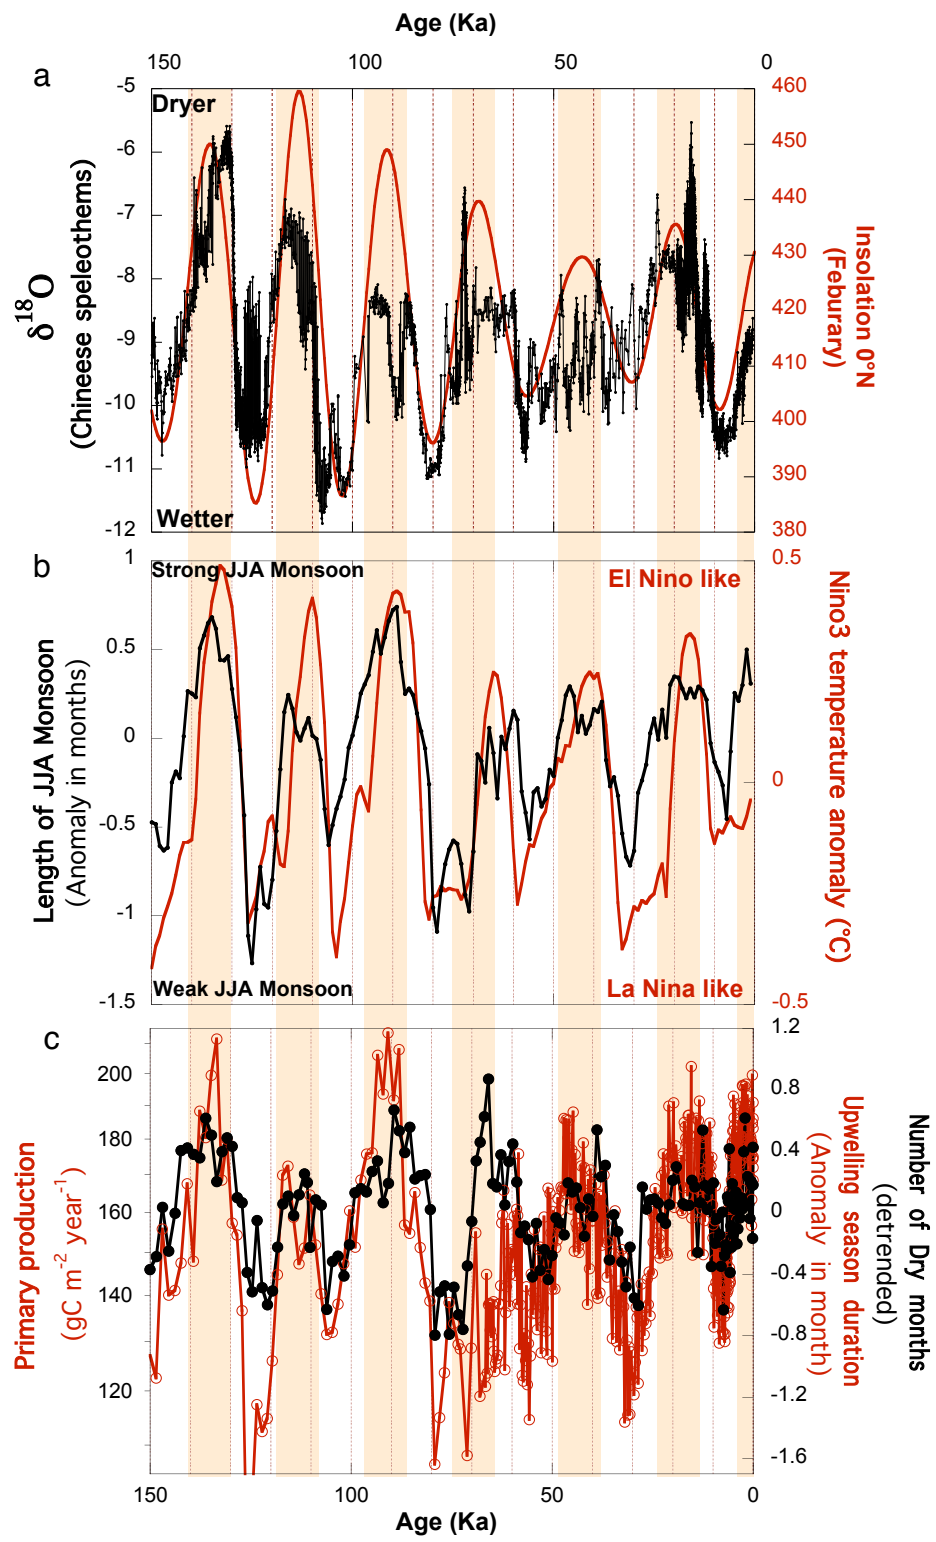 Age (Ka)
150 100 50 0
a
-5
-6
-7
-8
-9
-10
-11
-12
δ18O
(Chineese speleothems)
Dryer
Wetter
460
450
440
430
420
410
400
390
380
Insolation 0°N
(Feburary)
b
1
0.5
0
-0.5
-1
-1.5
Length of JJA Monsoon
(Anomaly in months)
Strong JJA Monsoon
El Nino like
Weak JJA Monsoon
La Nina like
0.5
0
-0.5
Nino3 temperature anomaly (°C)
c
200
180
160
140
120
Primary production
(gC m-2 year-1)
1.2
0.8
0.4
0
-0.4
-0.8
-1.2
-1.6
Upwelling season duration
(Anomaly in month)
Number of Dry months
(detrended)
150 100 50 0
Age (Ka)